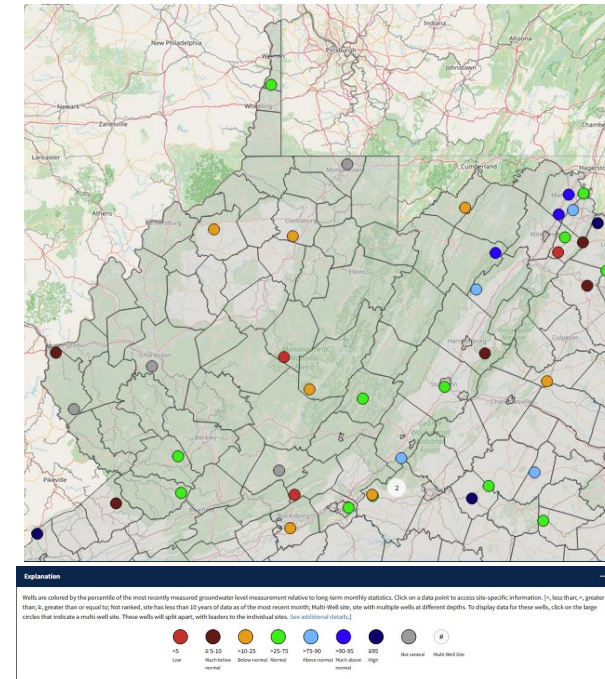 Indiana
Altoona
New Philadelphia
Pittsburgh
Johnstown
Newark
Zanesville
Lancaster
Cumberland
Athens
Clarksburg
Elkins
Harrisonburg
Culpeper
Charleston
Beckley
Pikeville
2
Explanation
Wells are colored by the percentile of the most recently measured groundwater level measurement relative to long-term monthly statistics. Click on a data point to access site-specific information. [<, less than; >, greater
than; ≥, greater than or equal to; Not ranked, site has less than 10 years of data as of the most recent month; Multi-Well site, site with multiple wells at different depths. To display data for these wells, click on the large
circles that indicate a multi-well site. These wells will split apart, with leaders to the individual sites. See additional details.]
#
<5 ≥ 5-10 >10-25 >25-75 >75-90 >90-95 ≥95 Not ranked Multi-Well Site
Low Much below Below normal Normal Above normal Much above High
normal normal